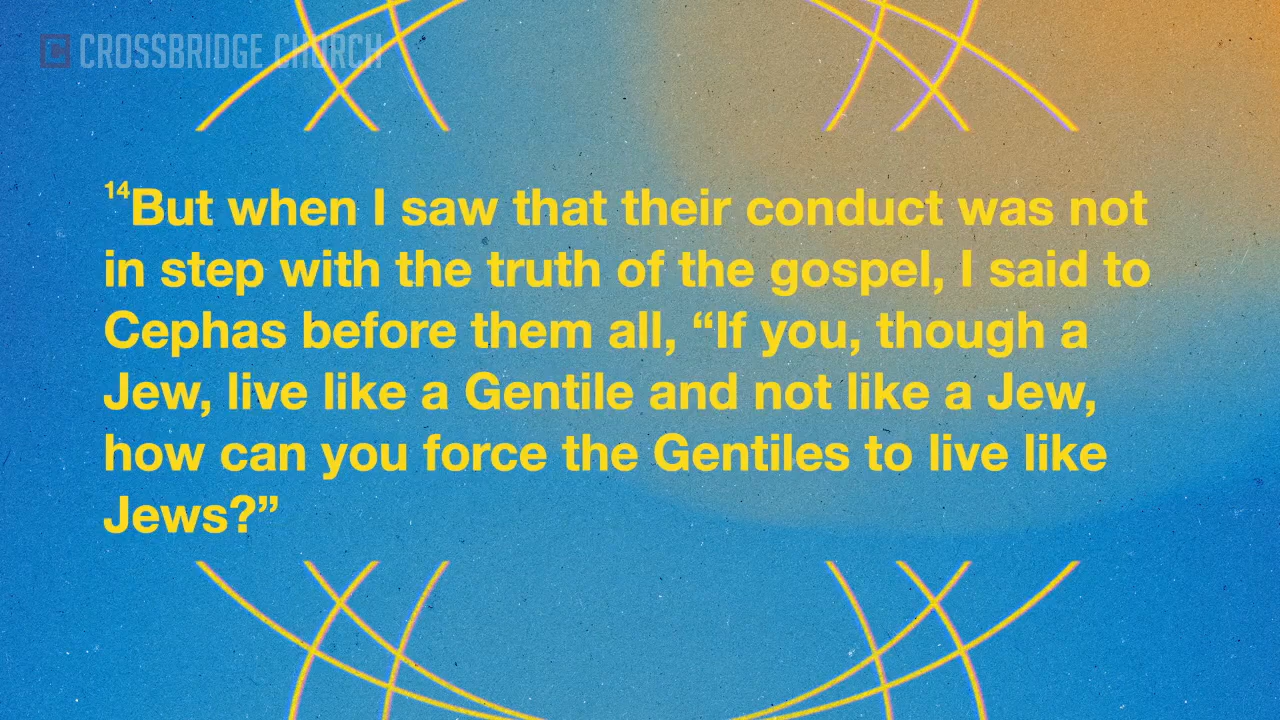 CROSSBRIDGE CHURCH
¹⁴But when I saw that their conduct was not
in step with the truth of the gospel, I said to
Cephas before them all, “If you, though a
Jew, live like a Gentile and not like a Jew,
how can you force the Gentiles to live like
Jews?”